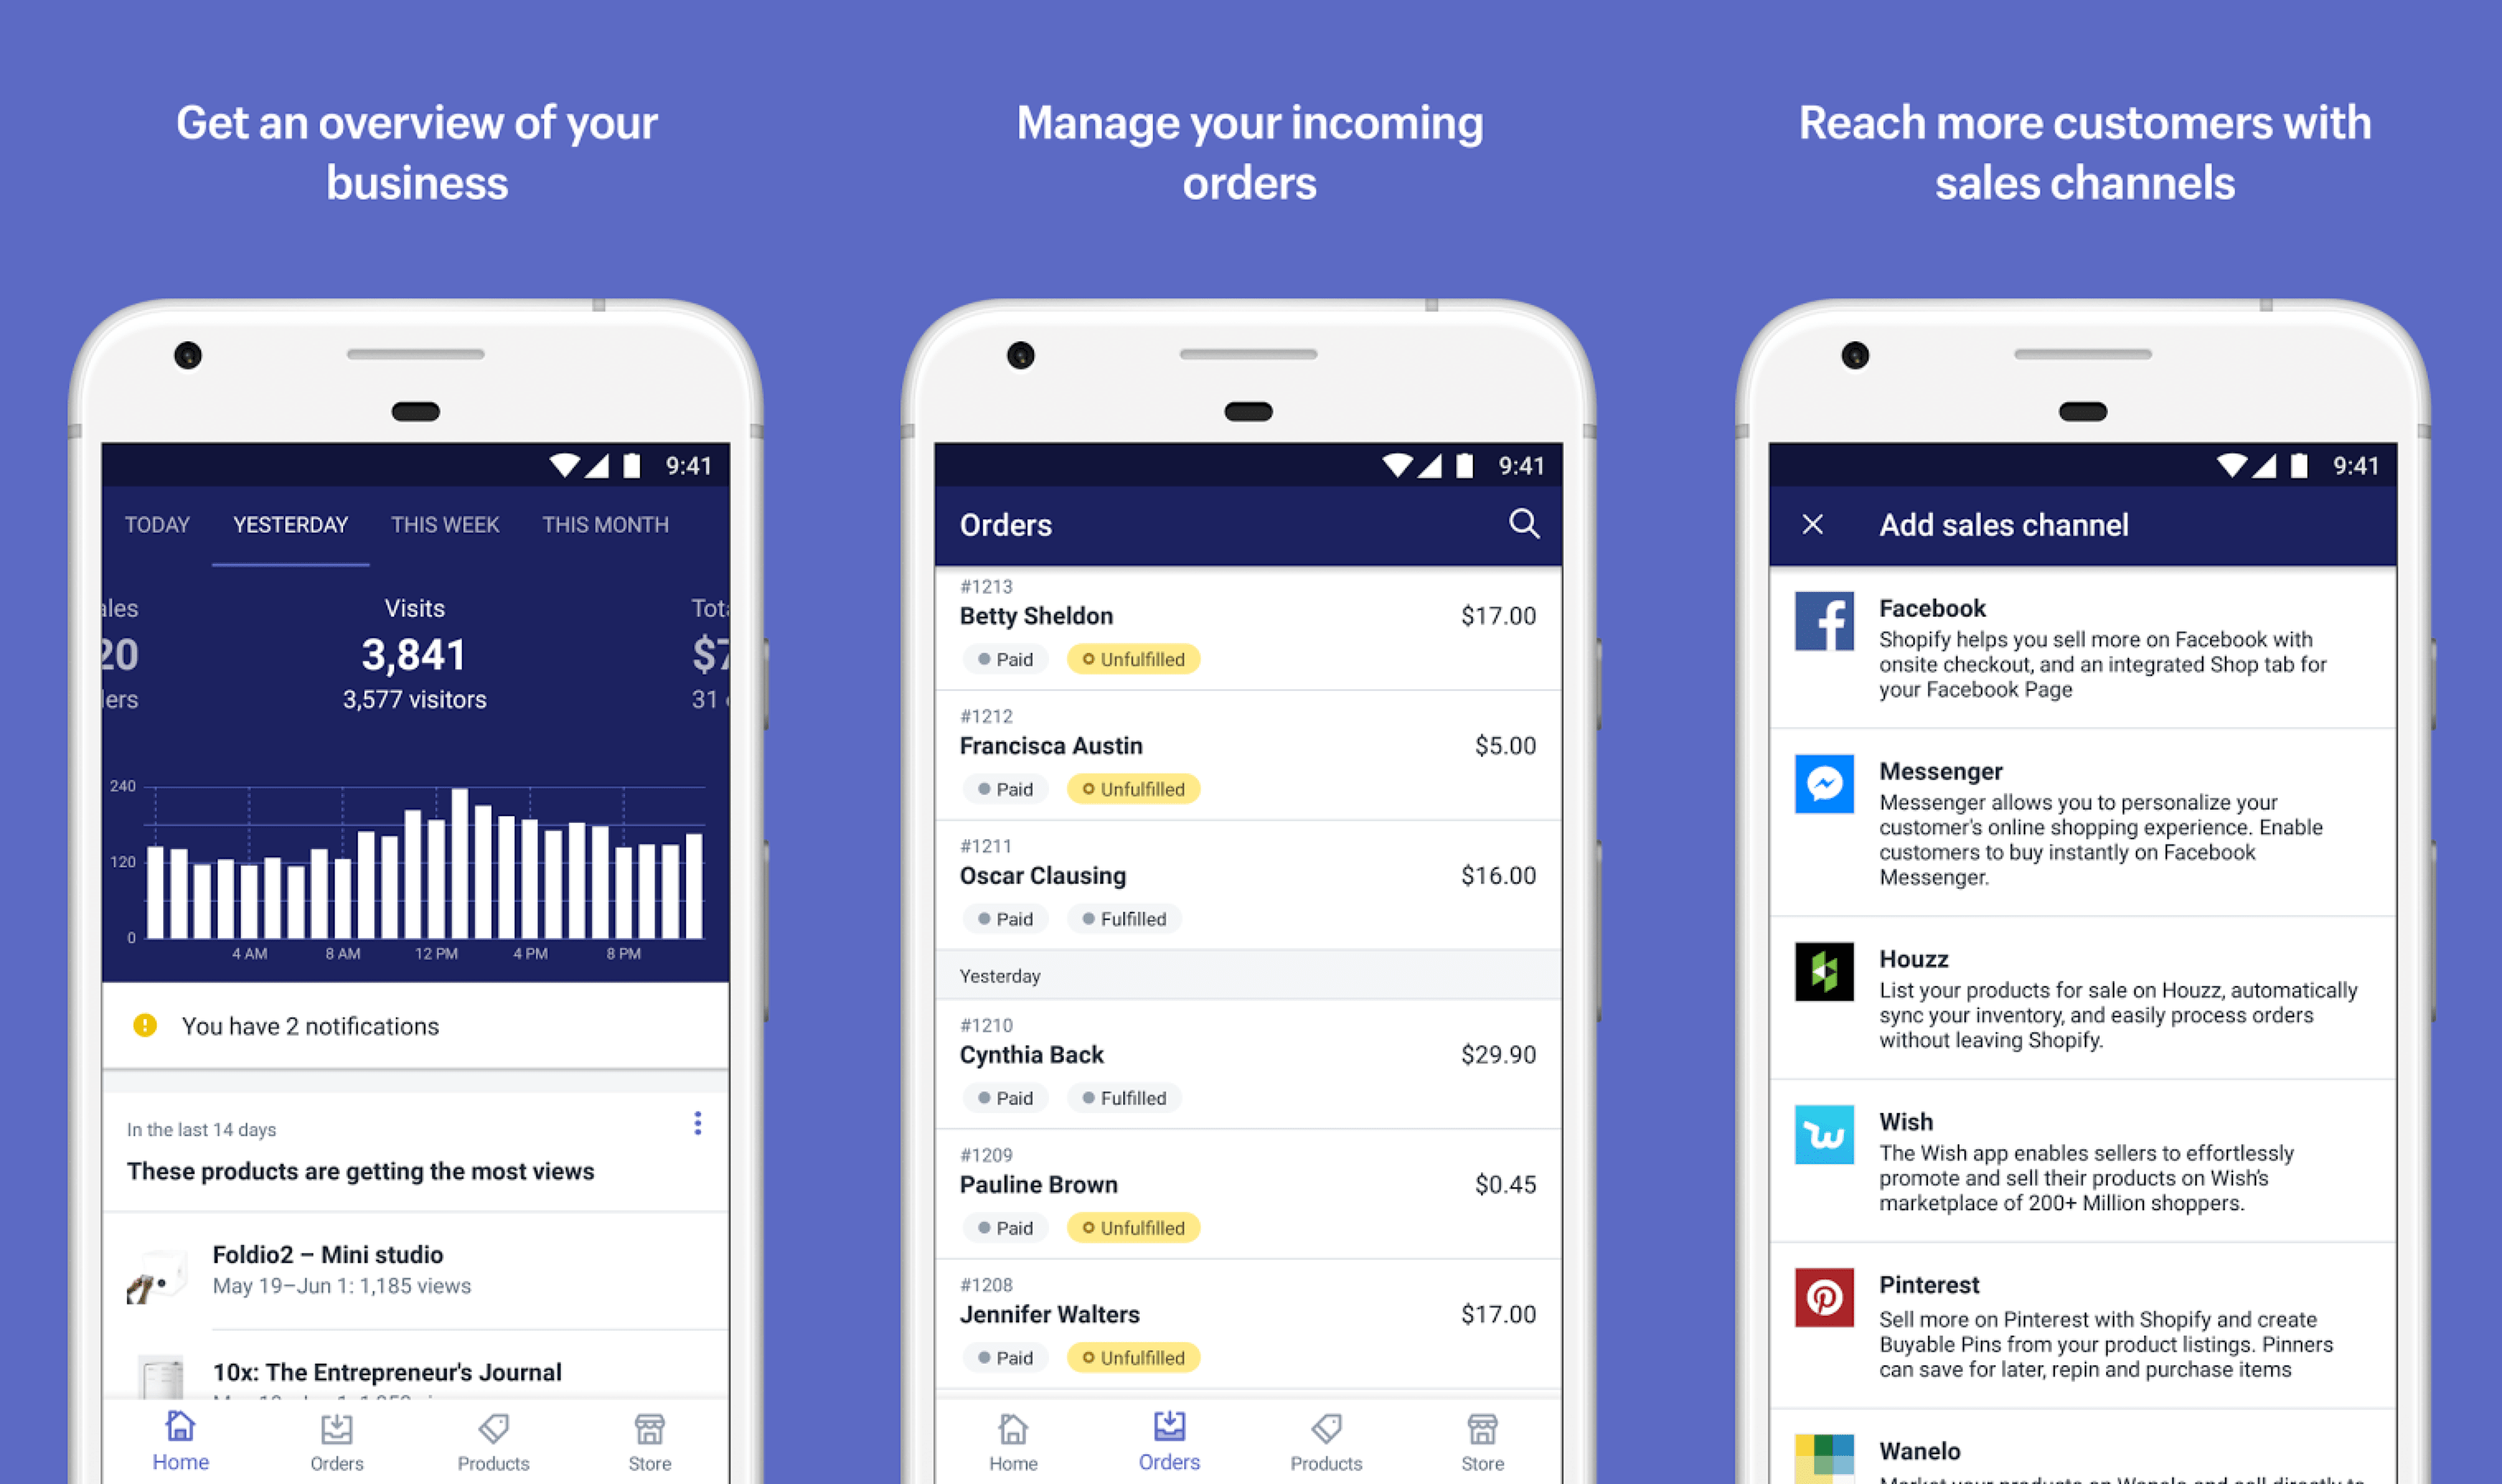 Get an overview of your
business
9:41
TODAY YESTERDAY THIS WEEK THIS MONTH
Visits
20 3,841
3,577 visitors
31
240
120
0
4 AM 8 AM 12 PM 4 PM 8 PM
You have 2 notifications
In the last 14 days
These products are getting the most views
Foldio2 – Mini studio
May 19–Jun 1: 1,185 views
10x: The Entrepreneur's Journal
Home Orders Products Store
Manage your incoming
orders
9:41
Orders
#1213
Betty Sheldon $17.00
Paid Unfulfilled
#1212
Francisca Austin $5.00
Paid Unfulfilled
#1211
Oscar Clausing $16.00
Paid Fulfilled
Yesterday
#1210
Cynthia Back $29.90
Paid Fulfilled
#1209
Pauline Brown $0.45
Paid Unfulfilled
#1208
Jennifer Walters $17.00
Paid Unfulfilled
Home Orders Products Store
Reach more customers with
sales channels
9:41
Add sales channel
Facebook
Shopify helps you sell more on Facebook with
onsite checkout, and an integrated Shop tab for
your Facebook Page
Messenger
Messenger allows you to personalize your
customer's online shopping experience. Enable
customers to buy instantly on Facebook
Messenger.
Houzz
List your products for sale on Houzz, automatically
sync your inventory, and easily process orders
without leaving Shopify.
Wish
The Wish app enables sellers to effortlessly
promote and sell their products on Wish's
marketplace of 200+ Million shoppers.
Pinterest
Sell more on Pinterest with Shopify and create
Buyable Pins from your product listings. Pinners
can save for later, repin and purchase items
Wanelo